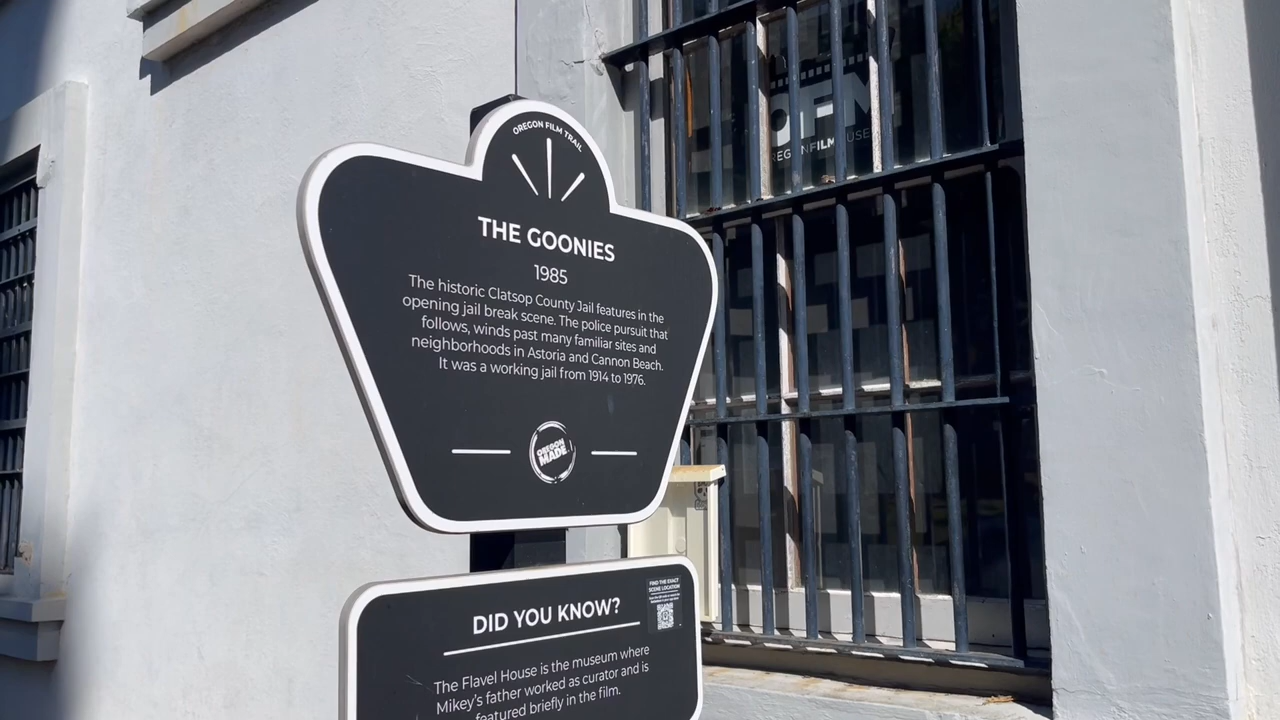 OREGON FILM TRAIL
THE GOONIES
1985
The historic Clatsop County Jail features in the
opening jail break scene. The police pursuit that
follows, winds past many familiar sites and
neighborhoods in Astoria and Cannon Beach.
It was a working jail from 1914 to 1976.
OREGON
MADE
DID YOU KNOW?
FIND THE EXACT
SCENE LOCATION
The Flavel House is the museum where
Mikey's father worked as curator and is
featured briefly in the film.
OFM